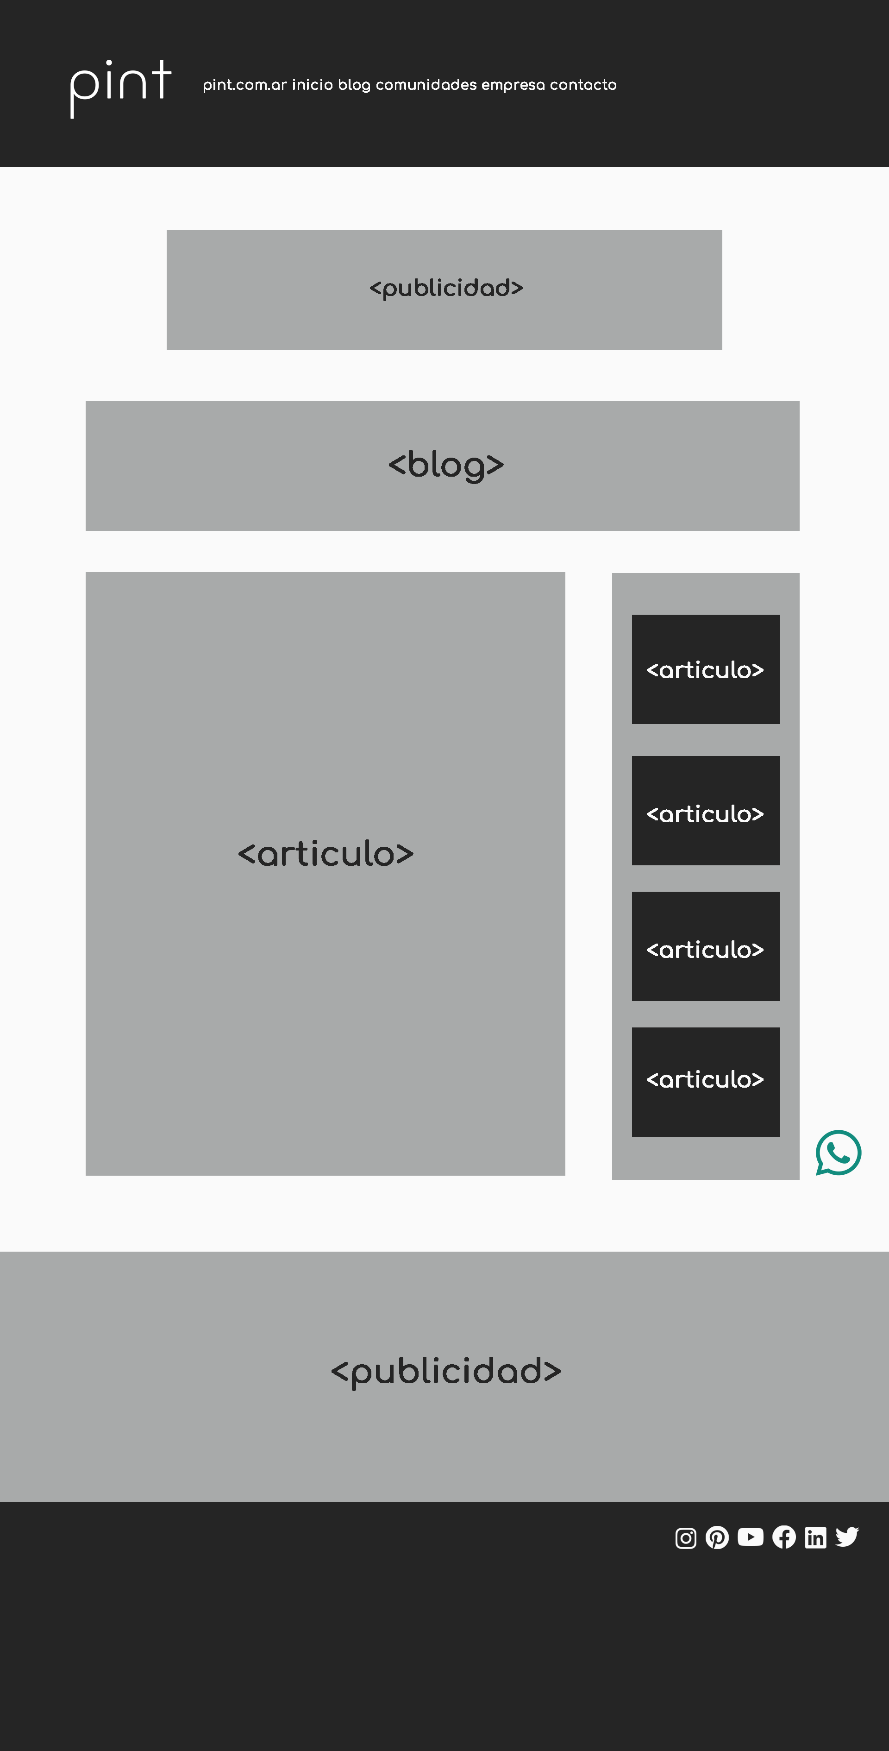 pint
pint.com.ar inicio blog comunidades empresa contacto
<publicidad>
<blog>
<articulo>
<articulo>
<articulo>
<articulo>
<articulo>
<publicidad>